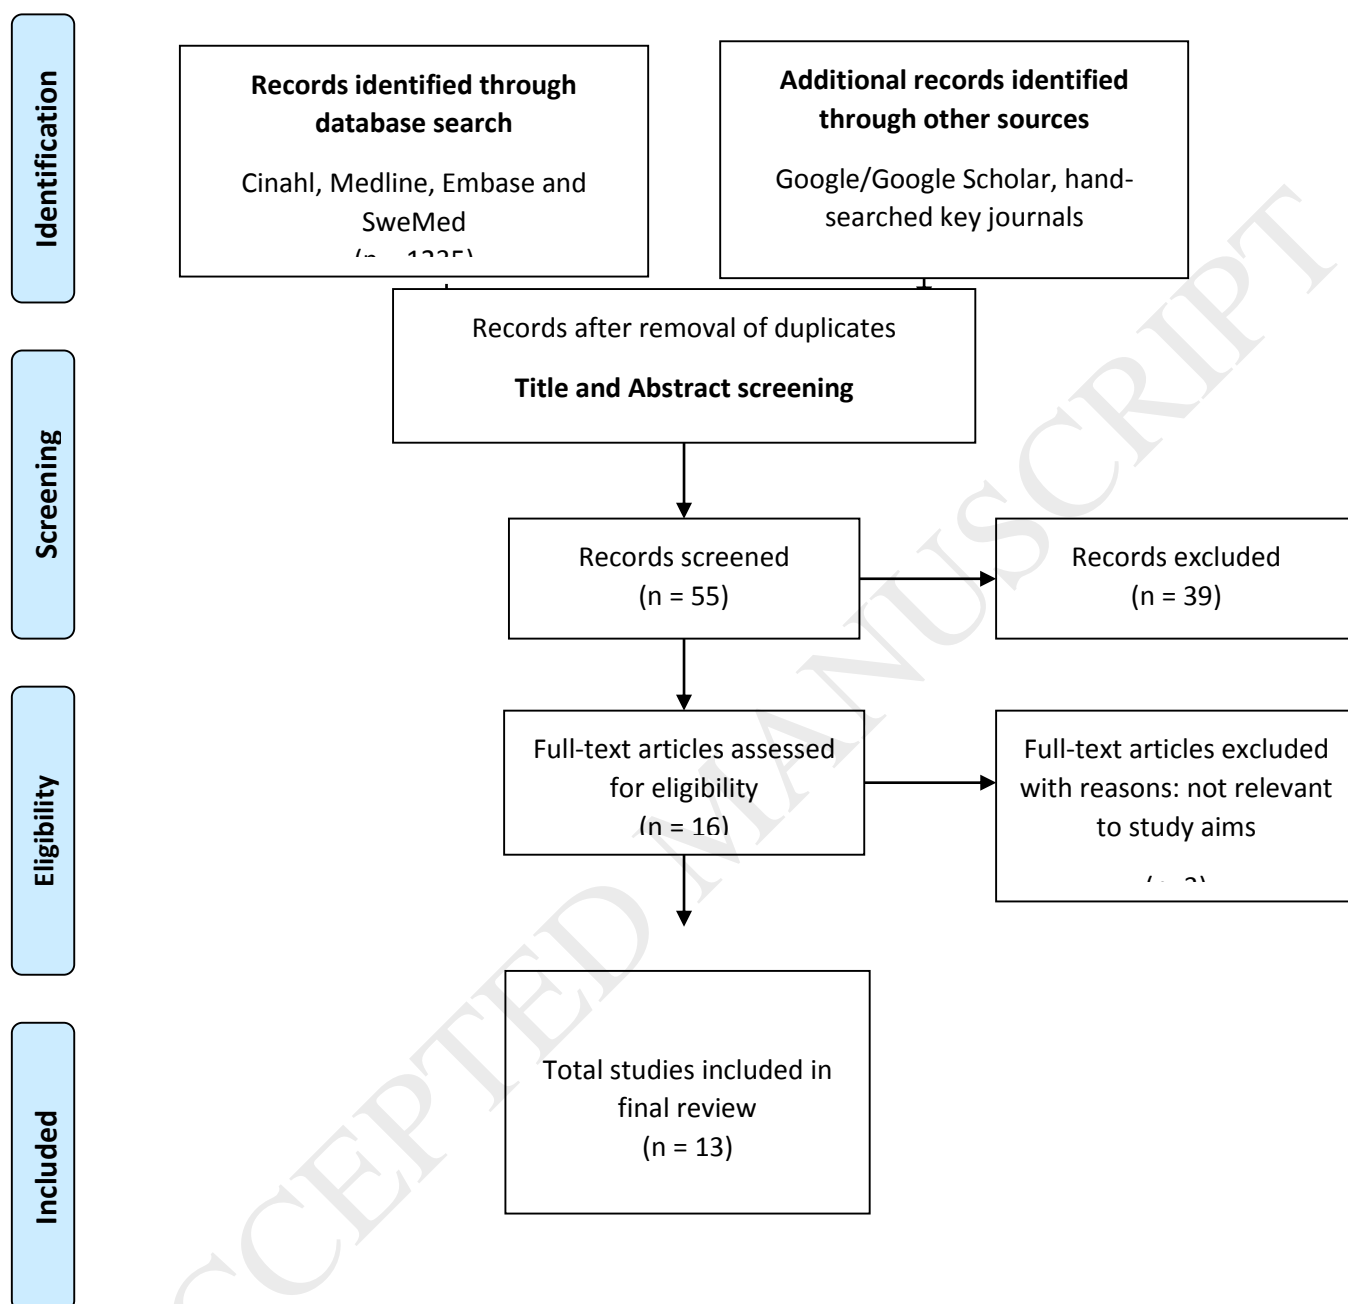 Identification
Records identified through
database search
Cinahl, Medline, Embase and
SweMed
(n
Additional records identified
through other sources
Google/Google Scholar, hand-
searched key journals
Screening
Records after removal of duplicates
Title and Abstract screening
Records screened
(n = 55)
Records excluded
(n = 39)
Eligibility
Full-text articles assessed
for eligibility
(n = 16)
Full-text articles excluded
with reasons: not relevant
to study aims
Included
Total studies included in
final review
(n = 13)
CCEPTED MANUSCRIPT